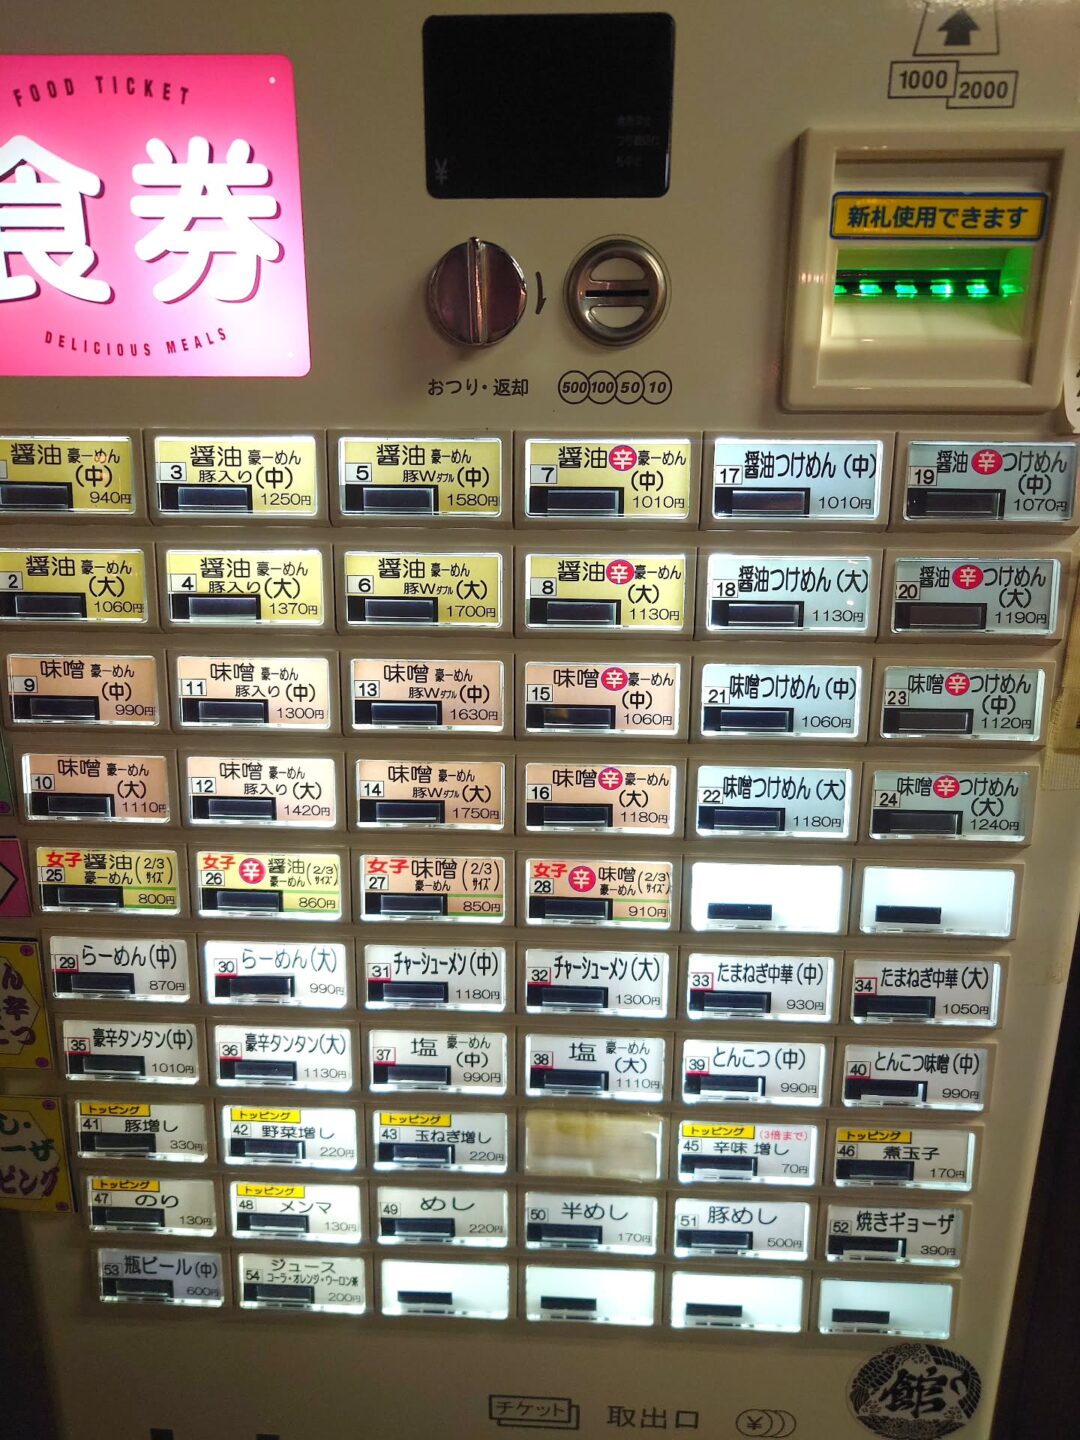 FOOD TICKET
食券
DELICIOUS MEALS
¥
1000
2000
新札使用できます
おつり・返却
500 100 50 10
醤油 豪ーめん (中) 940円
3 醤油 豪ーめん 豚入り(中) 1250円
5 醤油 豪ーめん 豚Wダブル(中) 1580円
7 醤油 辛 豪ーめん (中) 1010円
17 醤油つけめん (中) 1010円
19 醤油 辛 つけめん (中) 1070円
2 醤油 豪ーめん (大) 1060円
4 醤油 豪ーめん 豚入り(大) 1370円
6 醤油 豪ーめん 豚Wダブル(大) 1700円
8 醤油 辛 豪ーめん (大) 1130円
18 醤油つけめん (大) 1130円
20 醤油 辛 つけめん (大) 1190円
9 味噌 豪ーめん (中) 990円
11 味噌 豪ーめん 豚入り(中) 1300円
13 味噌 豪ーめん 豚Wダブル(中) 1630円
15 味噌 辛 豪ーめん (中) 1060円
21 味噌つけめん (中) 1060円
23 味噌 辛 つけめん (中) 1120円
10 味噌 豪ーめん (大) 1110円
12 味噌 豪ーめん 豚入り(大) 1420円
14 味噌 豪ーめん 豚Wダブル(大) 1750円
16 味噌 辛 豪ーめん (大) 1180円
22 味噌つけめん (大) 1180円
24 味噌 辛 つけめん (大) 1240円
25 女子 醤油 豪ーめん (2/3サイズ) 800円
26 女子 辛 醤油 豪ーめん (2/3サイズ) 860円
27 女子 味噌 豪ーめん (2/3サイズ) 850円
28 女子 辛 味噌 豪ーめん (2/3サイズ) 910円
29 らーめん(中) 870円
30 らーめん(大) 990円
31 チャーシューメン(中) 1180円
32 チャーシューメン(大) 1300円
33 たまねぎ中華(中) 930円
34 たまねぎ中華(大) 1050円
35 豪辛タンタン(中) 1010円
36 豪辛タンタン(大) 1130円
37 塩 豪ーめん (中) 990円
38 塩 豪ーめん (大) 1110円
39 とんこつ (中) 990円
40 とんこつ味噌(中) 990円
トッピング 41 豚増し 330円
トッピング 42 野菜増し 220円
トッピング 43 玉ねぎ増し 220円
トッピング (3倍まで) 45 辛味 増し 70円
トッピング 46 煮玉子 170円
トッピング 47 のり 130円
トッピング 48 メンマ 130円
49 めし 220円
50 半めし 170円
51 豚めし 500円
52 焼きギョーザ 390円
53 瓶ビール(中) 600円
54 ジュース コーラ・オレンジ・ウーロン茶 200円
チケット 取出口 ¥
館